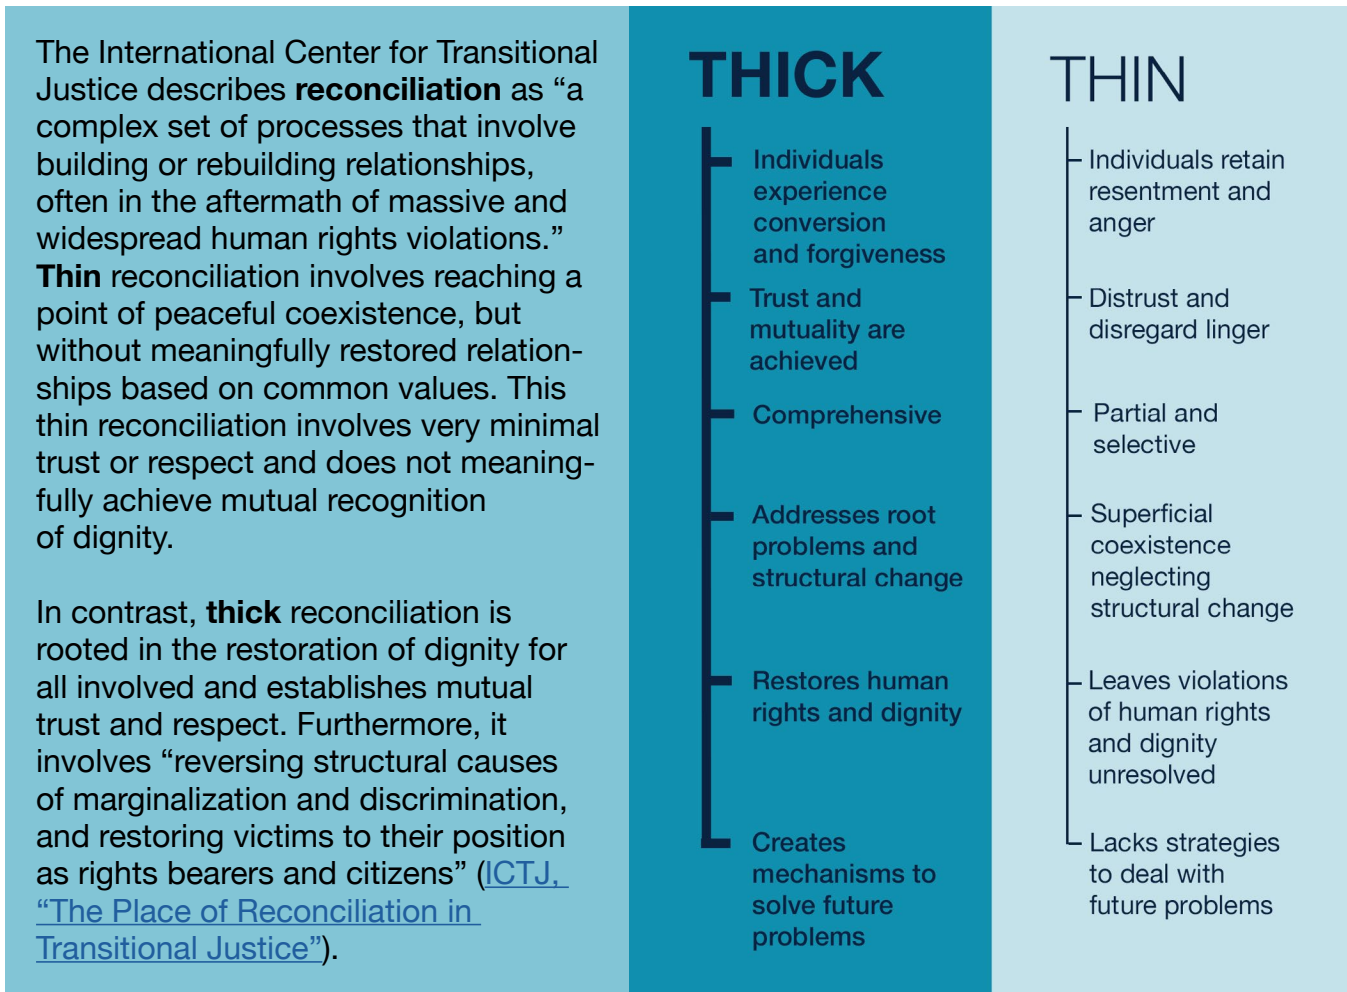 The International Center for Transitional
Justice describes reconciliation as “a
complex set of processes that involve
building or rebuilding relationships,
often in the aftermath of massive and
widespread human rights violations.”
Thin reconciliation involves reaching a
point of peaceful coexistence, but
without meaningfully restored relation-
ships based on common values. This
thin reconciliation involves very minimal
trust or respect and does not meaning-
fully achieve mutual recognition
of dignity.
In contrast, thick reconciliation is
rooted in the restoration of dignity for
all involved and establishes mutual
trust and respect. Furthermore, it
involves “reversing structural causes
of marginalization and discrimination,
and restoring victims to their position
as rights bearers and citizens” (ICTJ,
“The Place of Reconciliation in
Transitional Justice”).
THICK
Individuals
experience
conversion
and forgiveness
Trust and
mutuality are
achieved
Comprehensive
Addresses root
problems and
structural change
Restores human
rights and dignity
Creates
mechanisms to
solve future
problems
THIN
Individuals retain
resentment and
anger
Distrust and
disregard linger
Partial and
selective
Superficial
coexistence
neglecting
structural change
Leaves violations
of human rights
and dignity
unresolved
Lacks strategies
to deal with
future problems